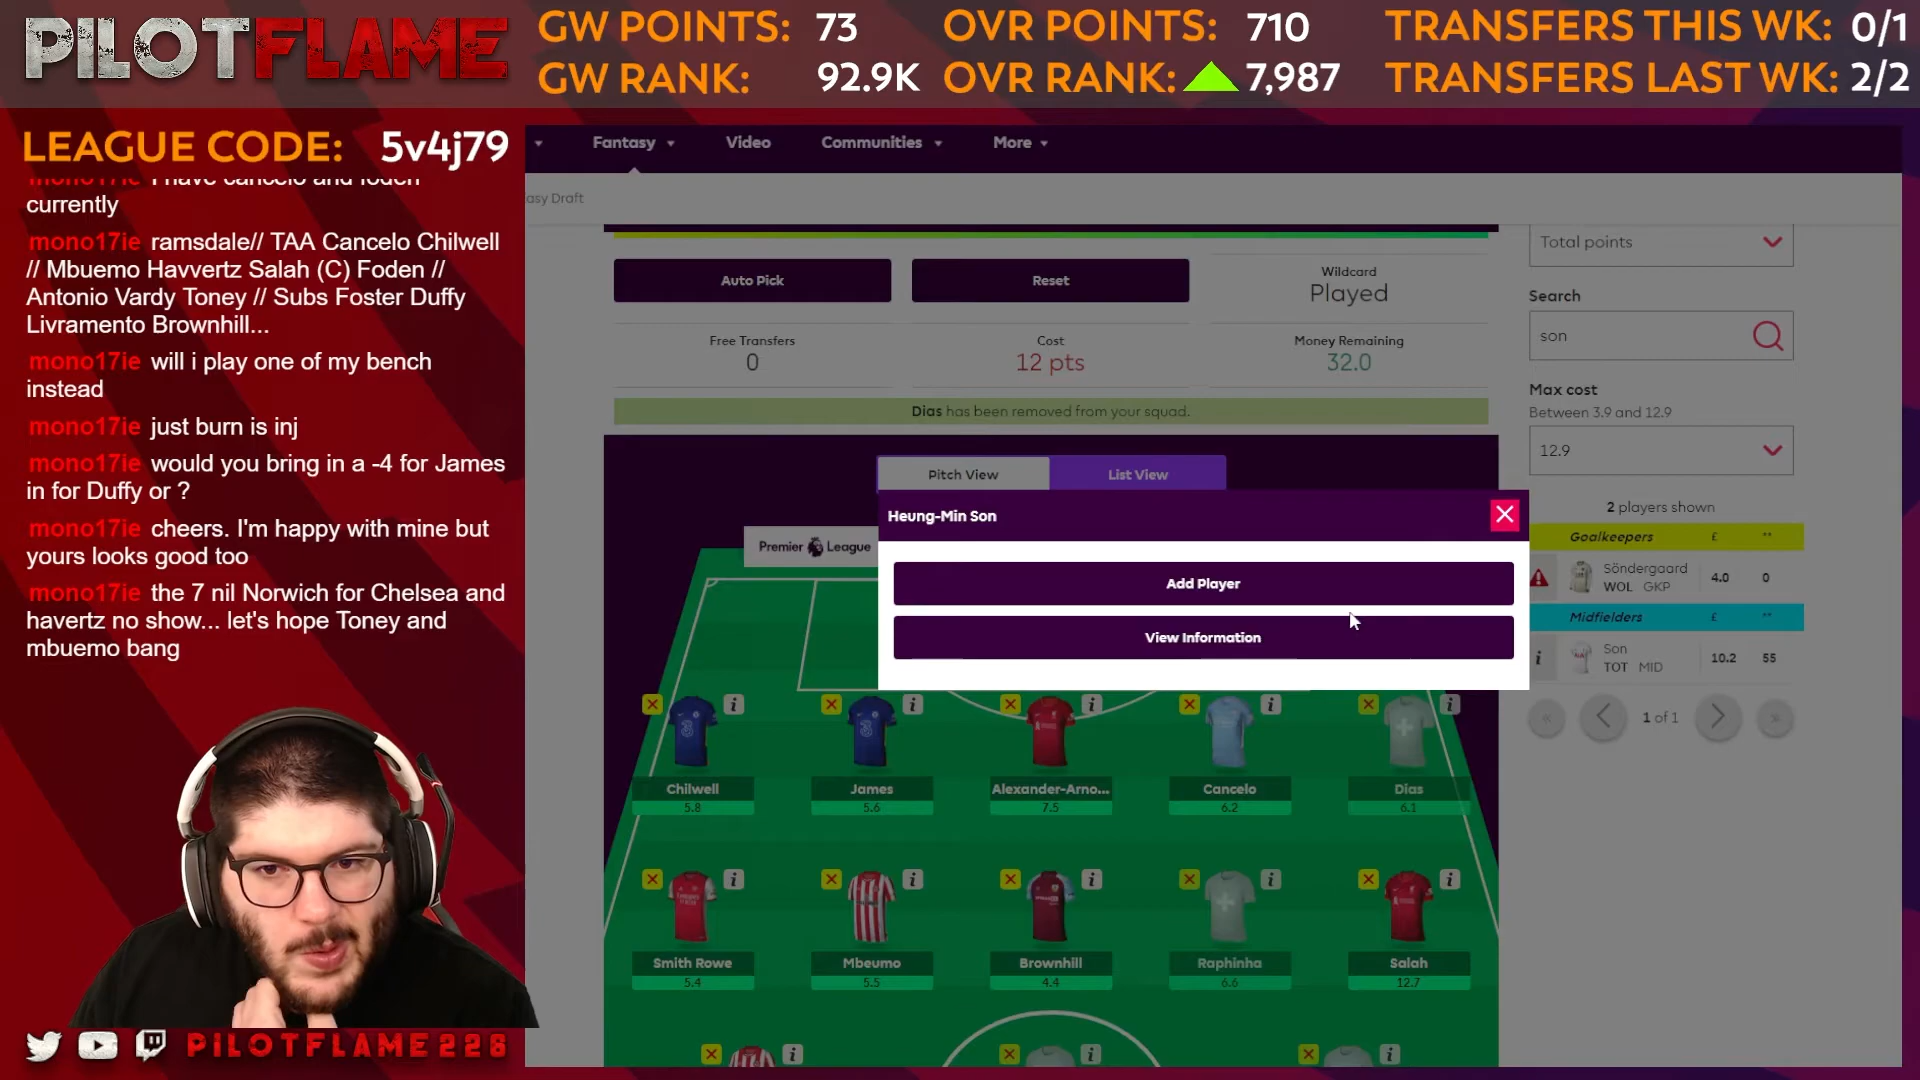 PILOTFLAME
GW POINTS: 73 OVR POINTS: 710 TRANSFERS THIS WK: 0/1
GW RANK: 92.9K OVR RANK: 7,987 TRANSFERS LAST WK: 2/2
LEAGUE CODE: 5v4j79
mono17ie I have cancelo and foden
currently
mono17ie ramsdale// TAA Cancelo Chilwell
// Mbuemo Havvertz Salah (C) Foden //
Antonio Vardy Toney // Subs Foster Duffy
Livramento Brownhill...
mono17ie will i play one of my bench
instead
mono17ie just burn is inj
mono17ie would you bring in a -4 for James
in for Duffy or ?
mono17ie cheers. I'm happy with mine but
yours looks good too
mono17ie the 7 nil Norwich for Chelsea and
havertz no show... let's hope Toney and
mbuemo bang
PILOTFLAME226
Fantasy Video Communities More
asy Draft
Auto Pick Reset Wildcard
Played
Free Transfers Cost Money Remaining
0 12 pts 32.0
Dias has been removed from your squad.
Pitch View List View
Premier League
Heung-Min Son
Add Player
View Information
Chilwell James Alexander-Arno... Cancelo Dias
5.8 5.6 7.5 6.2 6.1
Smith Rowe Mbeumo Brownhill Raphinha Salah
5.4 5.5 4.4 6.6 12.7
Total points
Search
son
Max cost
Between 3.9 and 12.9
12.9
2 players shown
Goalkeepers £ **
Söndergaard
WOL GKP 4.0 0
Midfielders £ **
Son
TOT MID 10.2 55
1 of 1